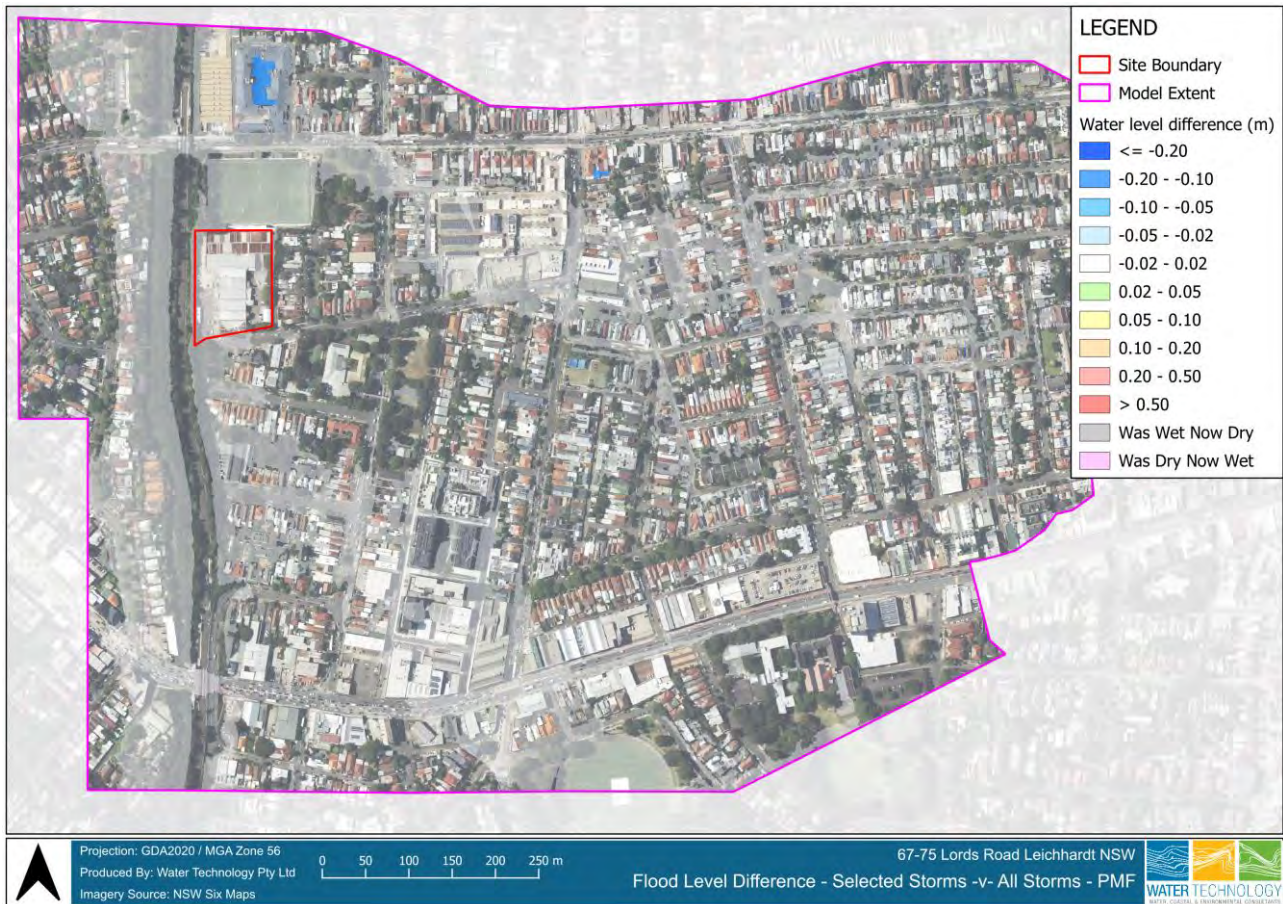 LEGEND
Site Boundary
Model Extent
Water level difference (m)
<= -0.20
-0.20 - -0.10
-0.10 - -0.05
-0.05 - -0.02
-0.02 - 0.02
0.02 - 0.05
0.05 - 0.10
0.10 - 0.20
0.20 - 0.50
> 0.50
Was Wet Now Dry
Was Dry Now Wet
Projection: GDA2020 / MGA Zone 56
Produced By: Water Technology Pty Ltd
Imagery Source: NSW Six Maps
0 50 100 150 200 250 m
67-75 Lords Road Leichhardt NSW
Flood Level Difference - Selected Storms -v- All Storms - PMF
WATER TECHNOLOGY
WATER, COASTAL & ENVIRONMENTAL CONSULTANTS